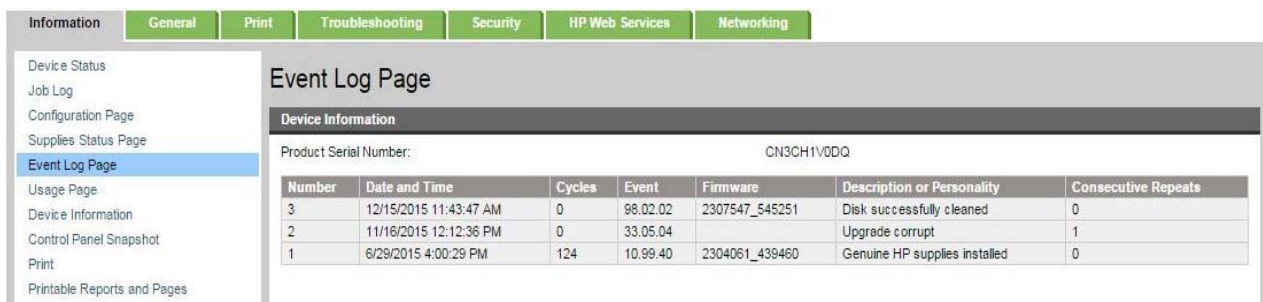 Information General Print Troubleshooting Security HP Web Services Networking
Device Status
Job Log
Configuration Page
Supplies Status Page
Event Log Page
Usage Page
Device Information
Control Panel Snapshot
Print
Printable Reports and Pages
Event Log Page
Device Information
Product Serial Number: CN3CH1V0DQ
Number Date and Time Cycles Event Firmware Description or Personality Consecutive Repeats
3 12/15/2015 11:43:47 AM 0 98.02.02 2307547_545251 Disk successfully cleaned 0
2 11/16/2015 12:12:36 PM 0 33.05.04 Upgrade corrupt 1
1 6/29/2015 4:00:29 PM 124 10.99.40 2304061_439460 Genuine HP supplies installed 0